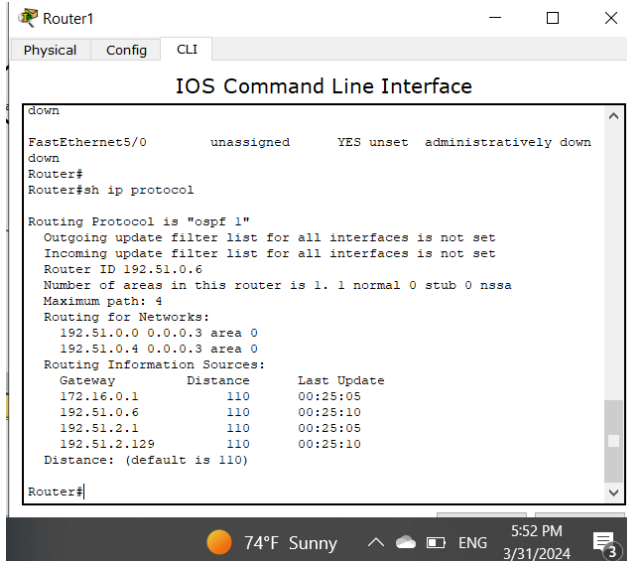 Router1
Physical Config CLI
IOS Command Line Interface
down
FastEthernet5/0 unassigned YES unset administratively down
down
Router#
Router#sh ip protocol
Routing Protocol is "ospf 1"
Outgoing update filter list for all interfaces is not set
Incoming update filter list for all interfaces is not set
Router ID 192.51.0.6
Number of areas in this router is 1. 1 normal 0 stub 0 nssa
Maximum path: 4
Routing for Networks:
192.51.0.0 0.0.0.3 area 0
192.51.0.4 0.0.0.3 area 0
Routing Information Sources:
Gateway Distance Last Update
172.16.0.1 110 00:25:05
192.51.0.6 110 00:25:10
192.51.2.1 110 00:25:05
192.51.2.129 110 00:25:10
Distance: (default is 110)
Router#
74°F Sunny ENG 5:52 PM
3/31/2024 3